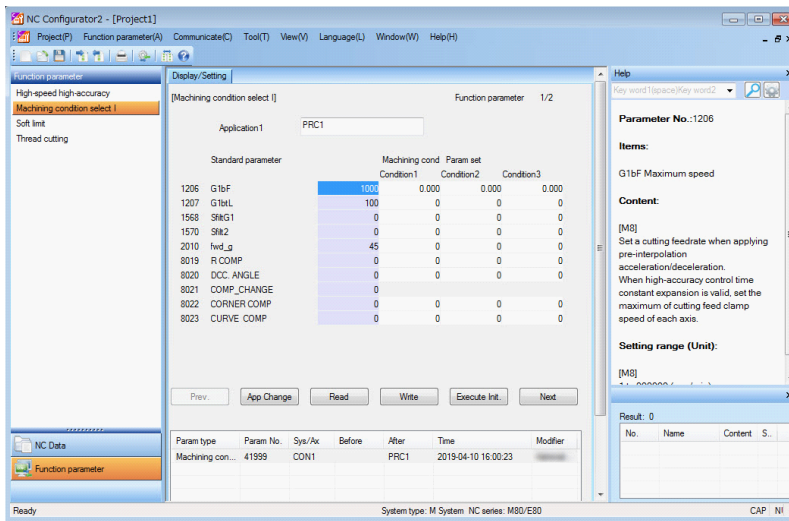 NC Configurator2 - [Project1]
Project(P) Function parameter(A) Communicate(C) Tool(T) View(V) Language(L) Window(W) Help(H)
Function parameter
High-speed high-accuracy
Machining condition select I
Soft limit
Thread cutting
NC Data
Function parameter
Display/Setting
[Machining condition select I] Function parameter 1/2
Application1 PRC1
Standard parameter Machining cond Param set
Condition1 Condition2 Condition3
1206 G1bF 1000 0.000 0.000 0.000
1207 G1btL 100 0 0 0
1568 SfiltG1 0 0 0 0
1570 Sfilt2 0 0 0 0
2010 fwd_g 45 0 0 0
8019 R COMP 0 0 0 0
8020 DCC. ANGLE 0 0 0 0
8021 COMP_CHANGE 0
8022 CORNER COMP 0 0 0 0
8023 CURVE COMP 0 0 0 0
Prev. App Change Read Write Execute Init. Next
Param type Param No. Sys/Ax Before After Time Modifier
Machining con... 41999 CON1 PRC1 2019-04-10 16:00:23
Help
Key word1(space)Key word2
Parameter No.:1206
Items:
G1bF Maximum speed
Content:
[M8]
Set a cutting feedrate when applying
pre-interpolation
acceleration/deceleration.
When high-accuracy control time
constant expansion is valid, set the
maximum of cutting feed clamp
speed of each axis.
Setting range (Unit):
[M8]
Result: 0
No. Name Content S..
Ready System type: M System NC series: M80/E80 CAP